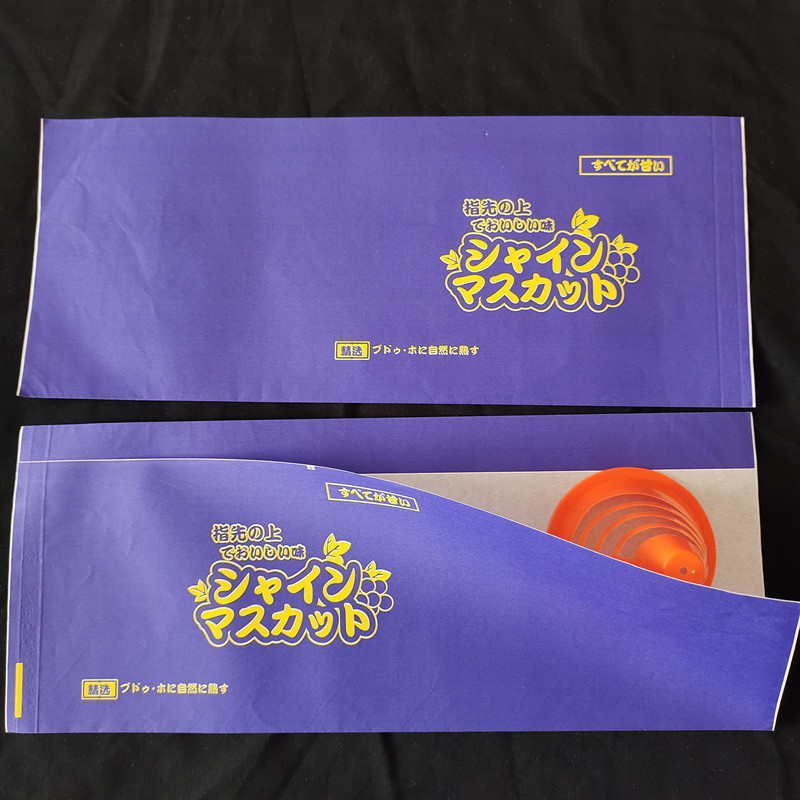 すべてが甘い
指先の上
でおいしい味
シャイン
マスカット
精选 ブドゥ・ホに自然に熟す
すべてが甘い
指先の上
でおいしい味
シャイン
マスカット
精选 ブドゥ・ホに自然に熟す